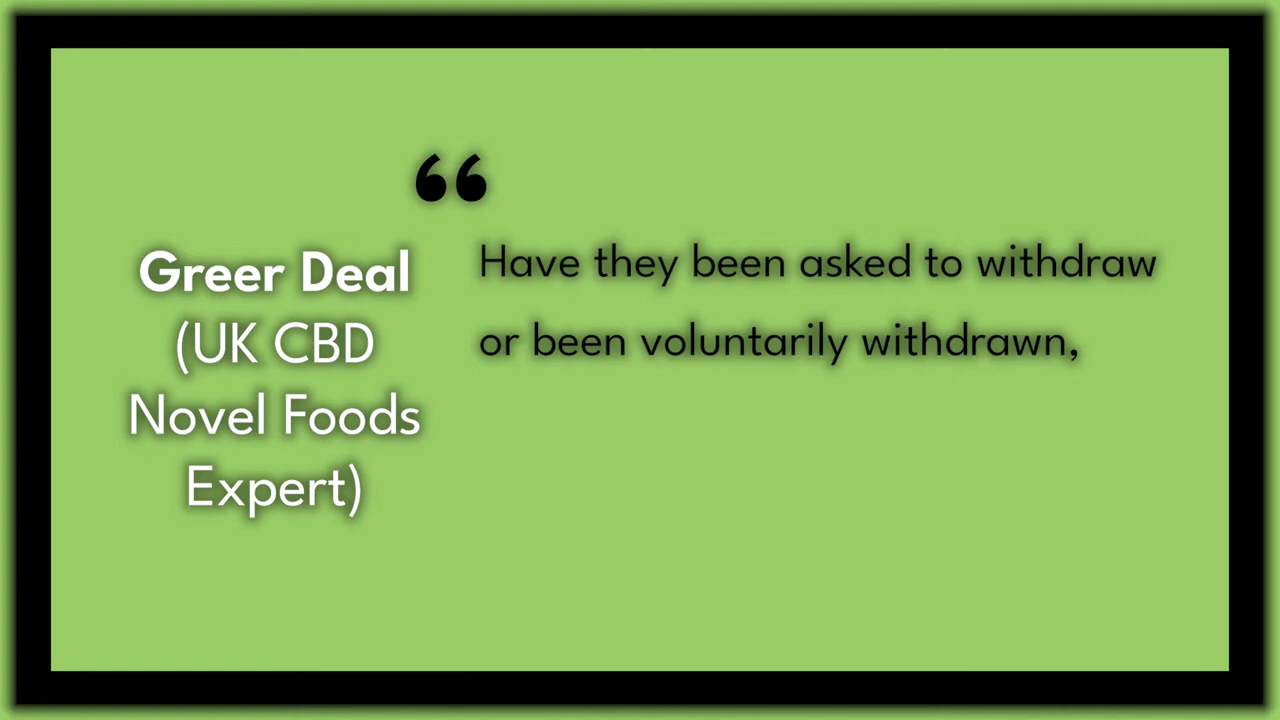 Greer Deal
(UK CBD
Novel Foods
Expert)
“
Have they been asked to withdraw
or been voluntarily withdrawn,